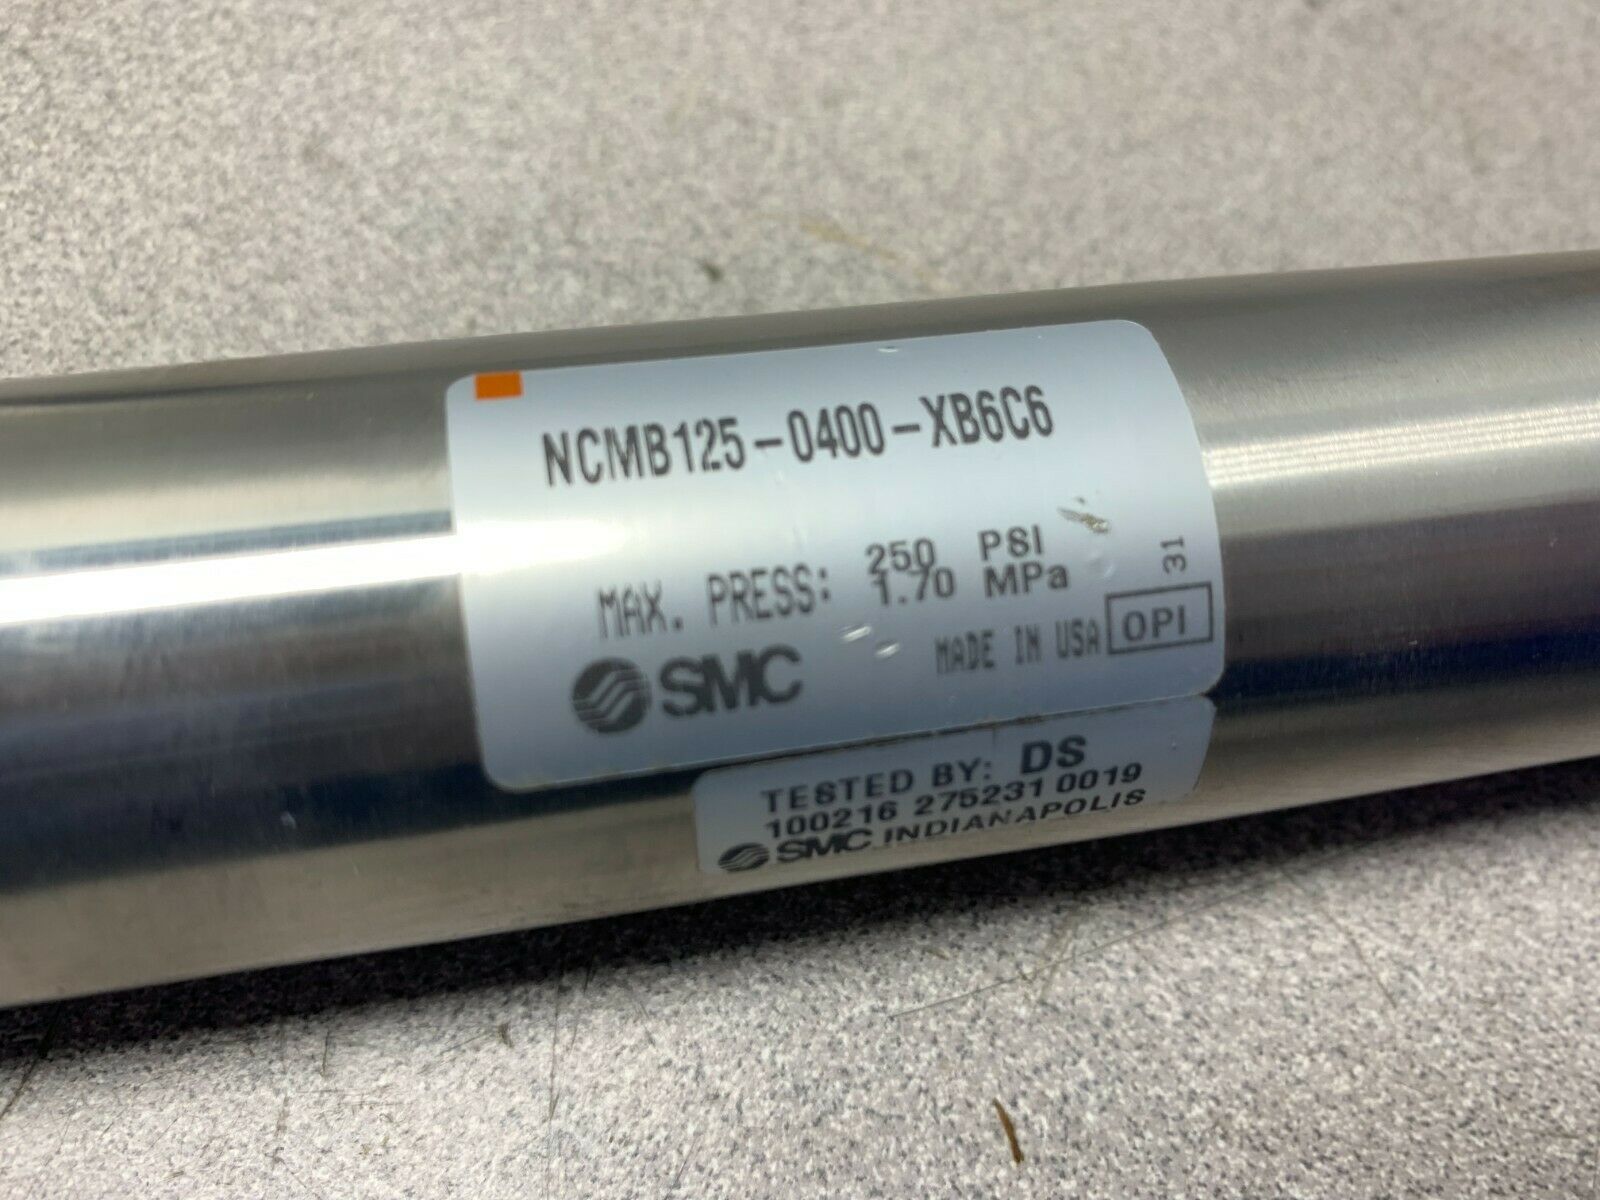 NCMB125-0400-XB6C6
MAX. PRESS: 250 PSI
1.70 MPa
31
SMC
MADE IN USA OPI
TESTED BY: DS
100216 275231 0019
SMC INDIANAPOLIS